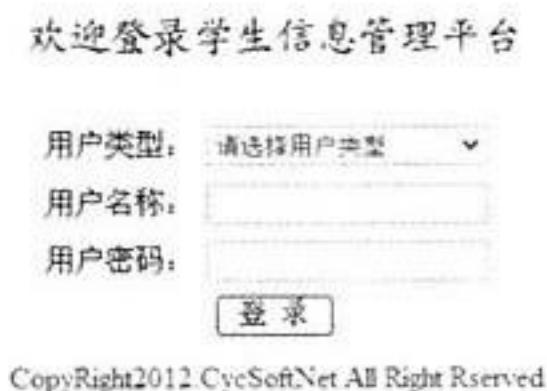 欢迎登录学生信息管理平台
用户类型： 请选择用户类型
用户名称：
用户密码：
登 录
CopyRight2012 CycSoftNet All Right Rserved